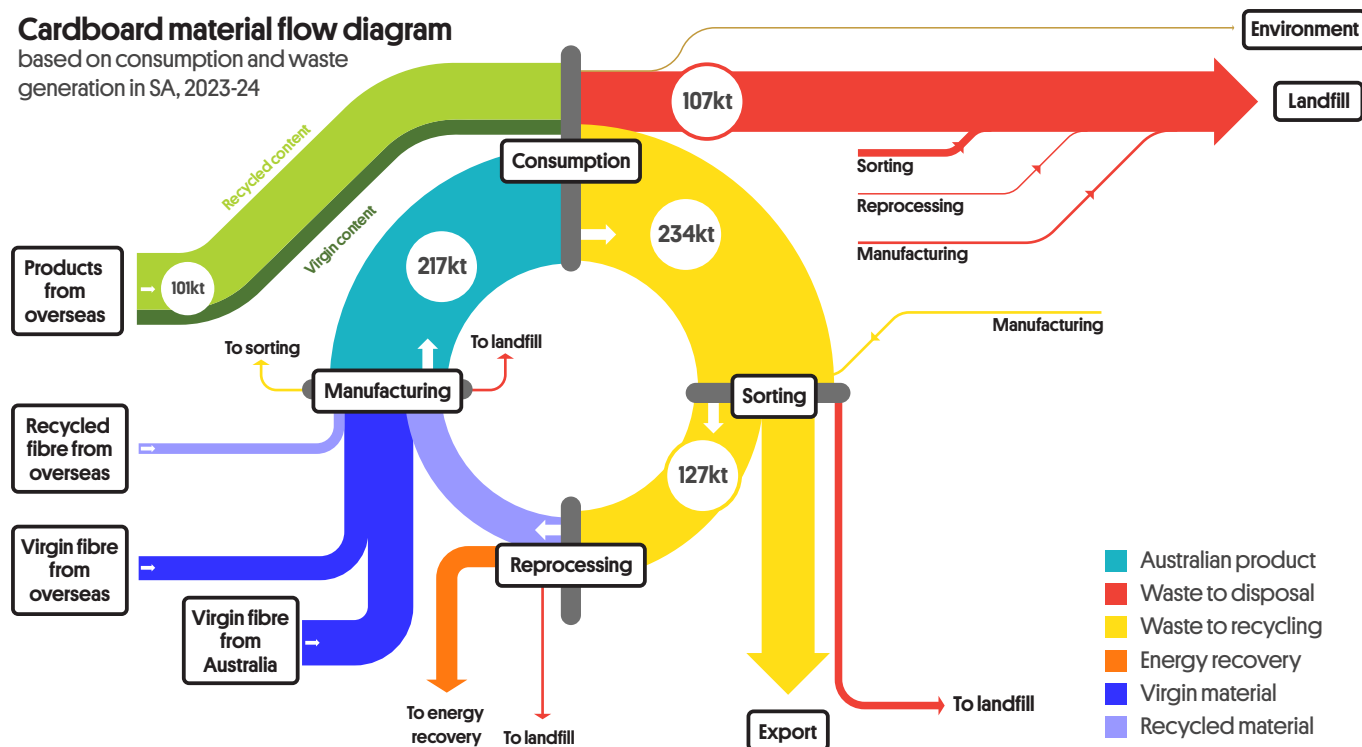 Cardboard material flow diagram
based on consumption and waste
generation in SA, 2023-24
Environment
107kt
Landfill
Recycled content
Virgin content
Consumption
Sorting
Reprocessing
Manufacturing
234kt
217kt
Products
from
overseas
101kt
Manufacturing
To sorting
To landfill
Manufacturing
Sorting
Recycled
fibre from
overseas
127kt
Virgin fibre
from
overseas
Reprocessing
Virgin fibre
from
Australia
To energy
recovery
To landfill
Export
To landfill
Australian product
Waste to disposal
Waste to recycling
Energy recovery
Virgin material
Recycled material